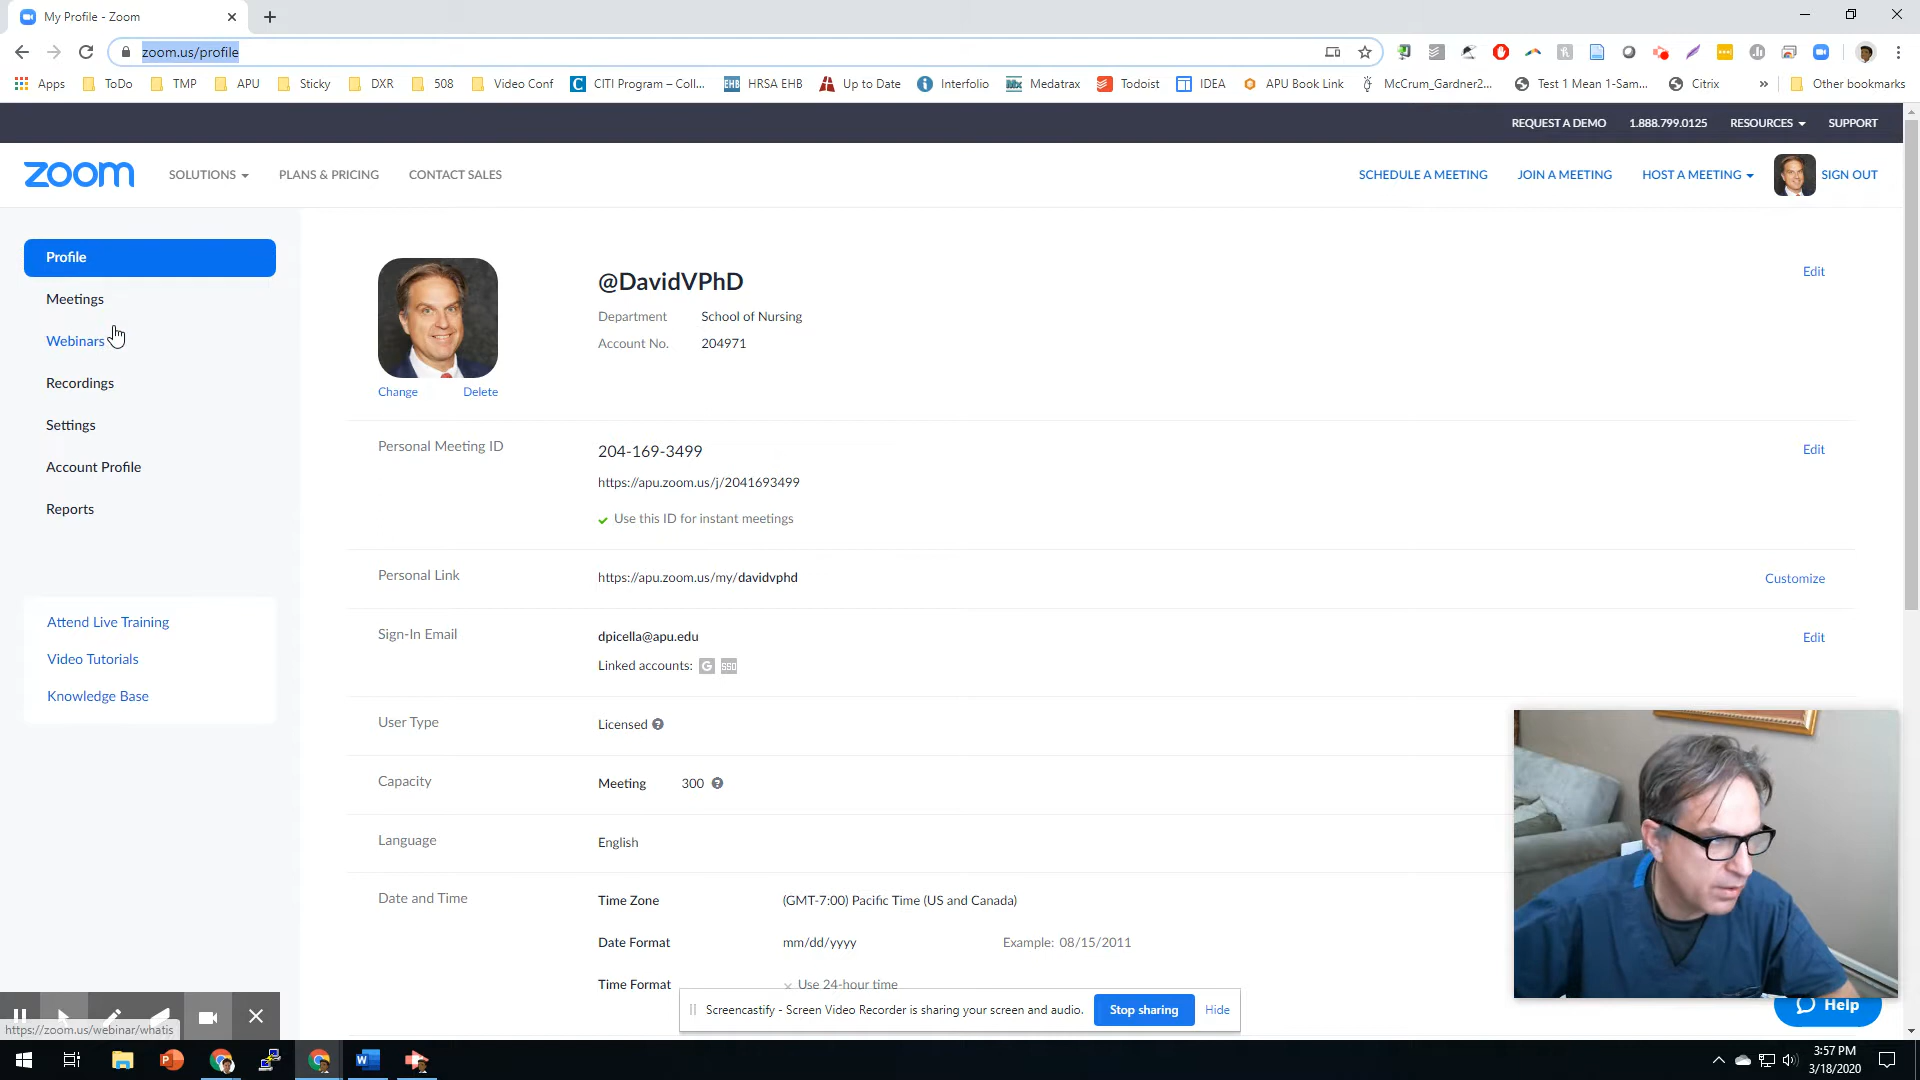 My Profile - Zoom
zoom.us/profile
Apps ToDo TMP APU Sticky DXR 508 Video Conf CITI Program – Coll... HRSA EHB Up to Date Interfolio Medatrax Todoist IDEA APU Book Link McCrum_Gardner2... Test 1 Mean 1-Sam... Citrix » Other bookmarks
REQUEST A DEMO 1.888.799.0125 RESOURCES SUPPORT
zoom SOLUTIONS PLANS & PRICING CONTACT SALES SCHEDULE A MEETING JOIN A MEETING HOST A MEETING SIGN OUT
Profile
Meetings
Webinars
Recordings
Settings
Account Profile
Reports
Attend Live Training
Video Tutorials
Knowledge Base
@DavidVPhD Edit
Department School of Nursing
Account No. 204971
Change Delete
Personal Meeting ID 204-169-3499 Edit
https://apu.zoom.us/j/2041693499
Use this ID for instant meetings
Personal Link https://apu.zoom.us/my/davidvphd Customize
Sign-In Email dpicella@apu.edu Edit
Linked accounts: G SSO
User Type Licensed
Capacity Meeting 300
Language English
Date and Time Time Zone (GMT-7:00) Pacific Time (US and Canada)
Date Format mm/dd/yyyy Example: 08/15/2011
Time Format Use 24-hour time
Screencastify - Screen Video Recorder is sharing your screen and audio. Stop sharing Hide
Help
https://zoom.us/webinar/whatis
3:57 PM
3/18/2020